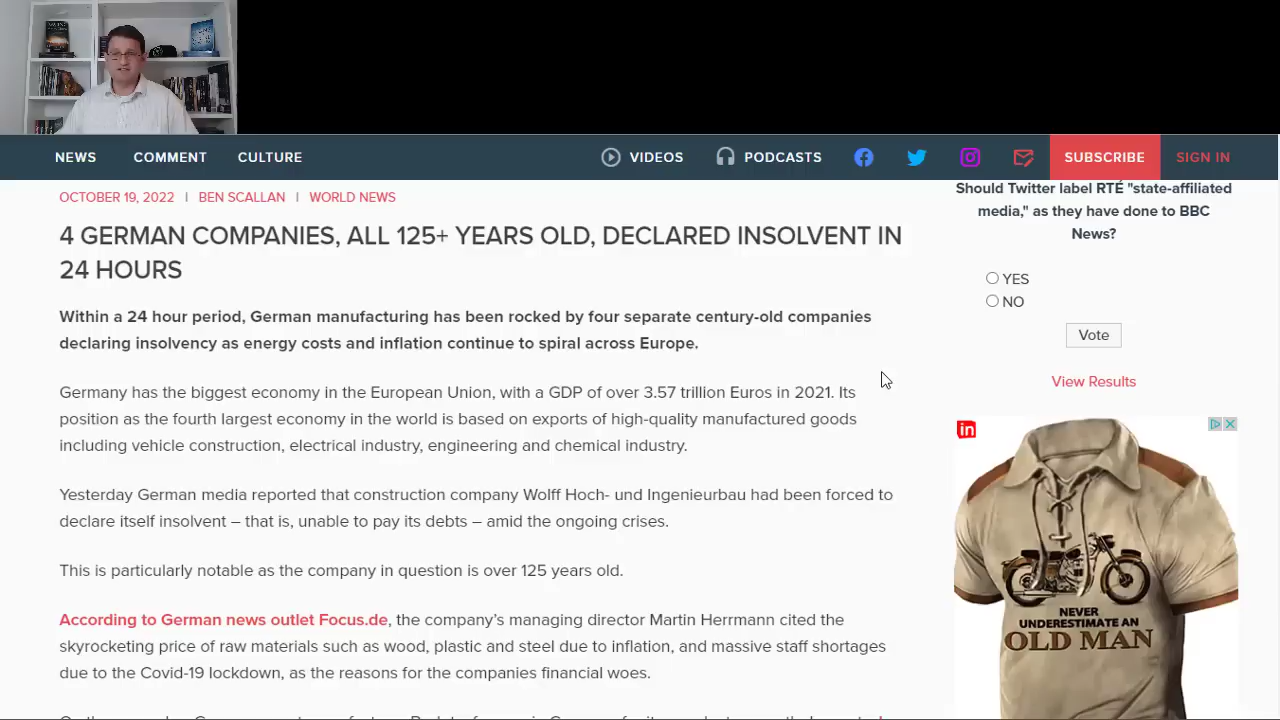 NEWS COMMENT CULTURE VIDEOS PODCASTS SUBSCRIBE SIGN IN
OCTOBER 19, 2022 I BEN SCALLAN I WORLD NEWS
4 GERMAN COMPANIES, ALL 125+ YEARS OLD, DECLARED INSOLVENT IN
24 HOURS
Within a 24 hour period, German manufacturing has been rocked by four separate century-old companies
declaring insolvency as energy costs and inflation continue to spiral across Europe.
Germany has the biggest economy in the European Union, with a GDP of over 3.57 trillion Euros in 2021. Its
position as the fourth largest economy in the world is based on exports of high-quality manufactured goods
including vehicle construction, electrical industry, engineering and chemical industry.
Yesterday German media reported that construction company Wolff Hoch- und Ingenieurbau had been forced to
declare itself insolvent – that is, unable to pay its debts – amid the ongoing crises.
This is particularly notable as the company in question is over 125 years old.
According to German news outlet Focus.de, the company's managing director Martin Herrmann cited the
skyrocketing price of raw materials such as wood, plastic and steel due to inflation, and massive staff shortages
due to the Covid-19 lockdown, as the reasons for the companies financial woes.
Should Twitter label RTÉ "state-affiliated
media," as they have done to BBC
News?
YES
NO
Vote
View Results
in
NEVER
UNDERESTIMATE AN
OLD MAN